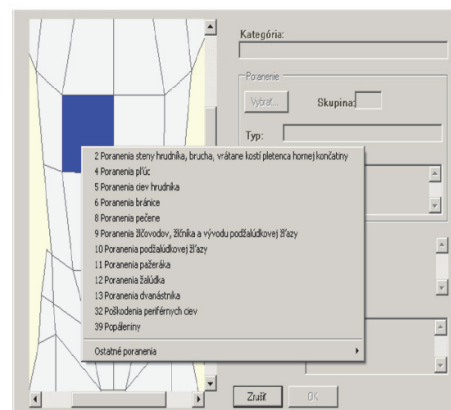 Kategória:
Poranenie
Vybrať...
Skupina:
Typ:
2 Poranenia steny hrudníka, brucha, vrátane kostí pletenca hornej končatiny
4 Poranenia pľúc
5 Poranenia ciev hrudníka
6 Poranenia bránice
8 Poranenia pečene
9 Poranenia žlčovodov, žlčníka a vývodu podžalúdkovej žľazy
10 Poranenia podžalúdkovej žľazy
11 Poranenia pažeráka
12 Poranenia žalúdka
13 Poranenia dvanástnika
32 Poškodenia periférnych ciev
39 Popáleniny
Ostatné poranenia
Zrušiť
OK